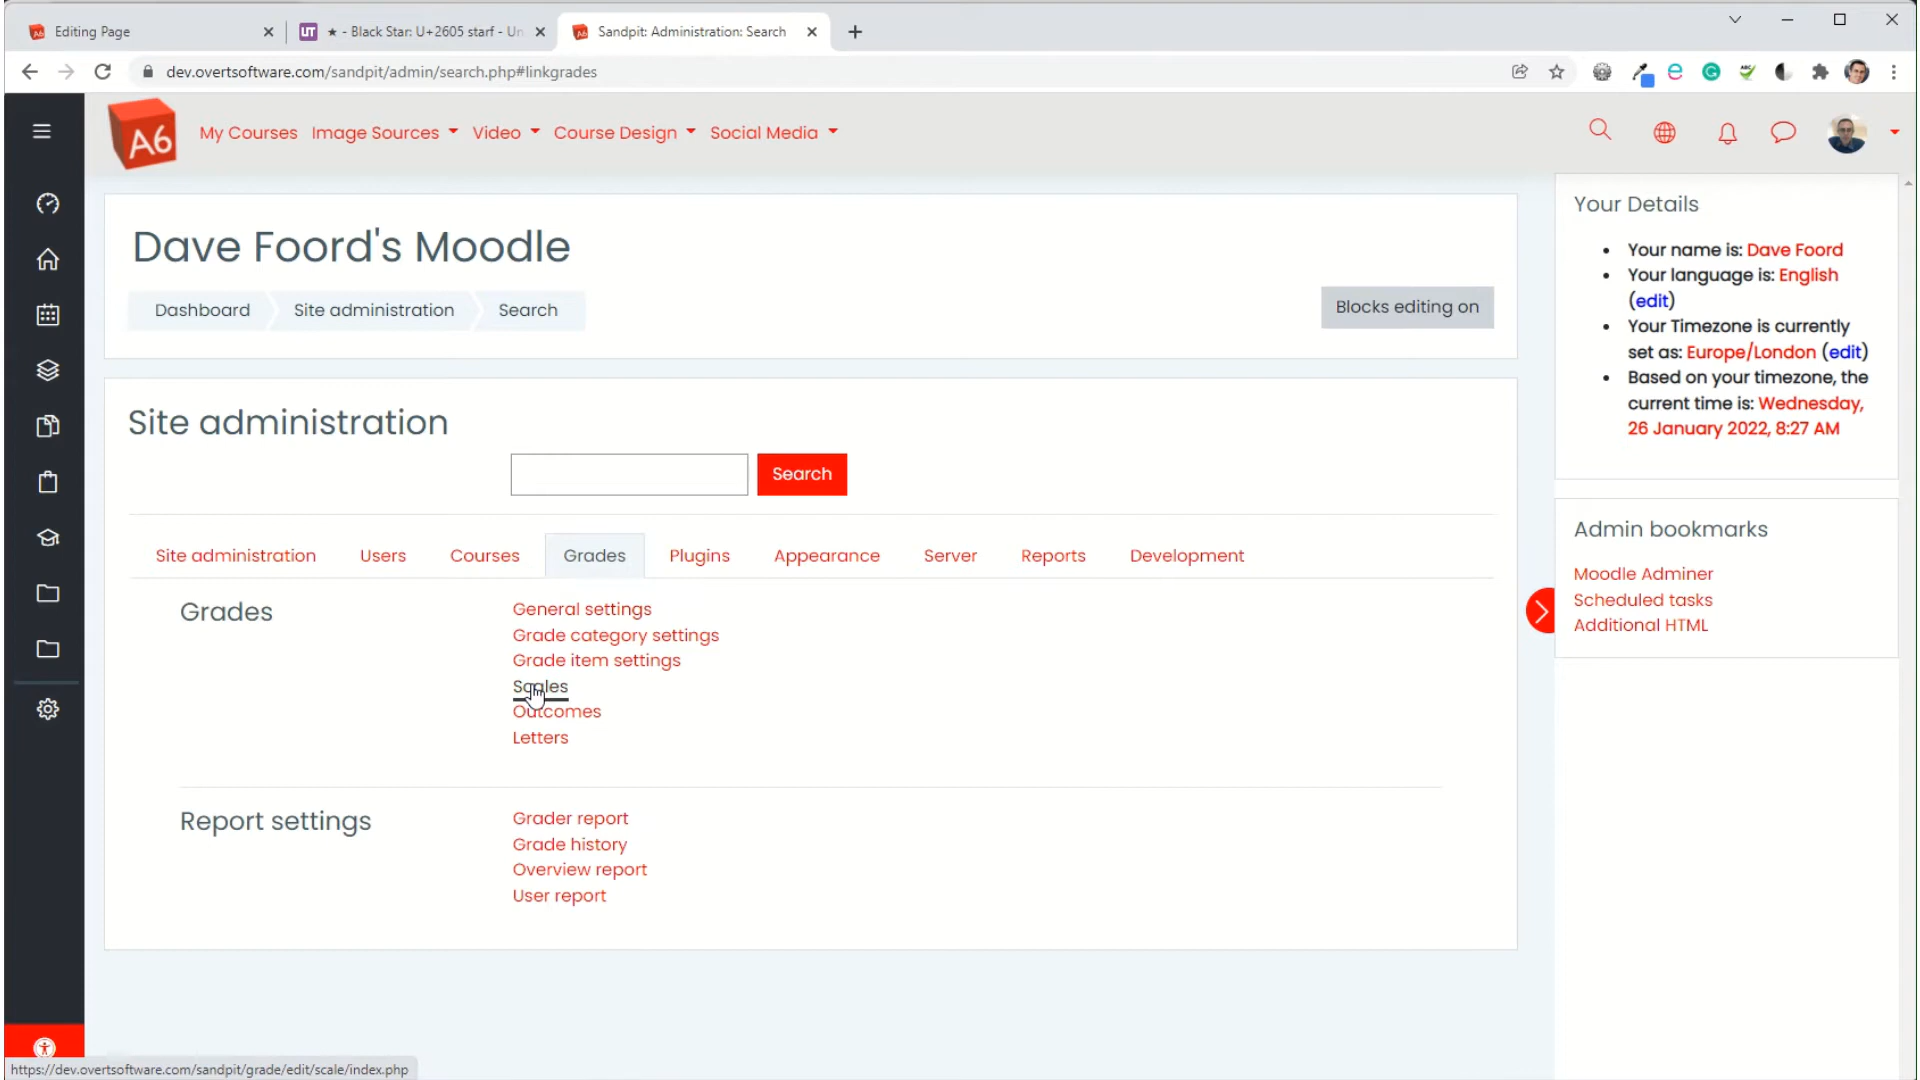 Editing Page
UT
★ - Black Star: U+2605 starf - Un
Sandpit: Administration: Search
dev.overtsoftware.com/sandpit/admin/search.php#linkgrades
A6
My Courses
Image Sources
Video
Course Design
Social Media
Dave Foord's Moodle
Dashboard
Site administration
Search
Blocks editing on
Site administration
Search
Site administration
Users
Courses
Grades
Plugins
Appearance
Server
Reports
Development
Grades
General settings
Grade category settings
Grade item settings
Scales
Outcomes
Letters
Report settings
Grader report
Grade history
Overview report
User report
Your Details
• Your name is: Dave Foord
• Your language is: English
(edit)
• Your Timezone is currently
set as: Europe/London (edit)
• Based on your timezone, the
current time is: Wednesday,
26 January 2022, 8:27 AM
Admin bookmarks
Moodle Adminer
Scheduled tasks
Additional HTML
https://dev.overtsoftware.com/sandpit/grade/edit/scale/index.php